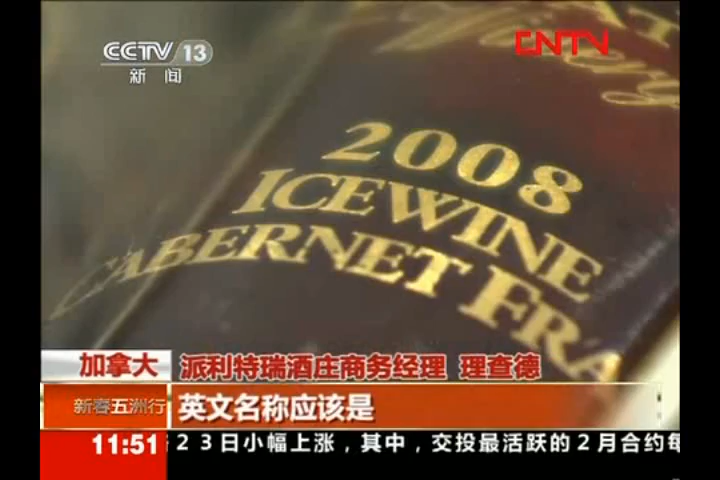 CCTV 13
新闻
CNTV
2008
ICEWINE
CABERNET FRA
加拿大
派利特瑞酒庄商务经理 理查德
新春五洲行
英文名称应该是
11:51
23日小幅上涨，其中，交投最活跃的2月合约每